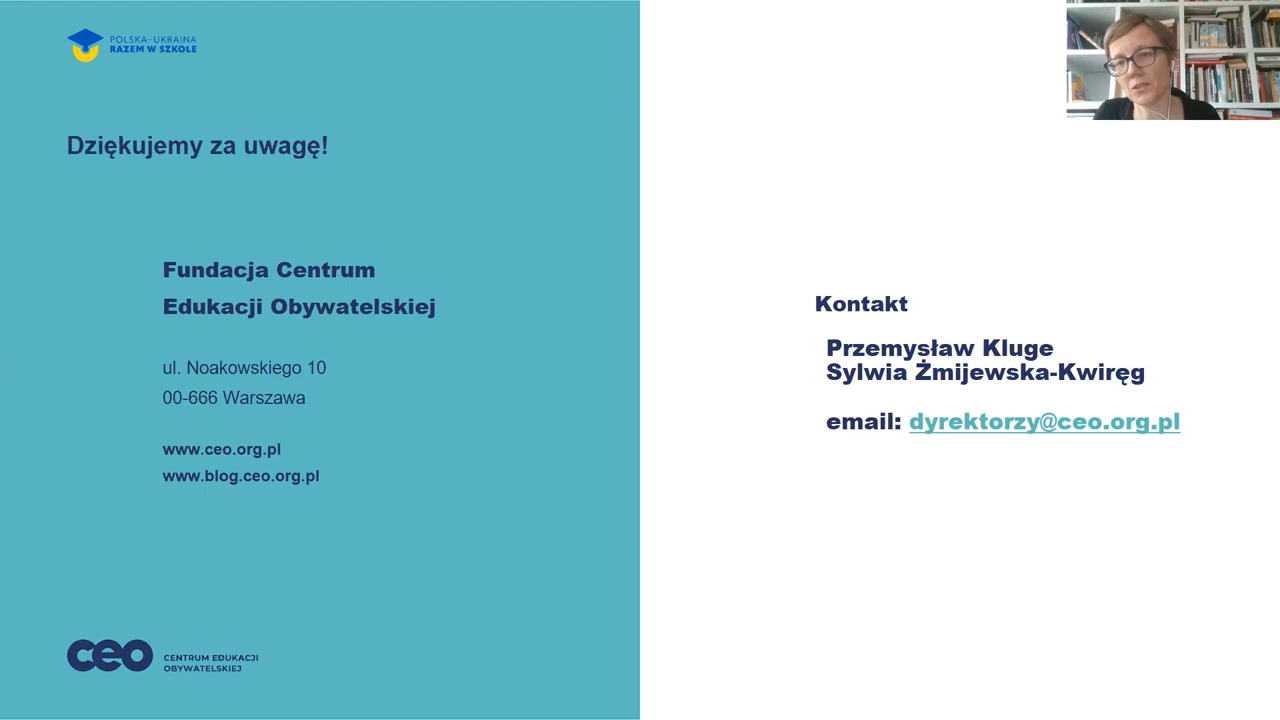 POLSKA-UKRAINA
RAZEM W SZKOLE
Dziękujemy za uwagę!
Fundacja Centrum
Edukacji Obywatelskiej
ul. Noakowskiego 10
00-666 Warszawa
www.ceo.org.pl
www.blog.ceo.org.pl
ceo
CENTRUM EDUKACJI
OBYWATELSKIEJ
Kontakt
Przemysław Kluge
Sylwia Żmijewska-Kwiręg
email: dyrektorzy@ceo.org.pl